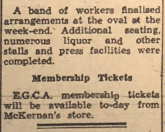 A band of workers finalised
arrangements at the oval at the
week-end. Additional seating,
numerous liquor and other
stalls and press facilities were
completed.
Membership Tickets
E.G.C.A. membership tickets
will be available to-day from
McKernan's store.